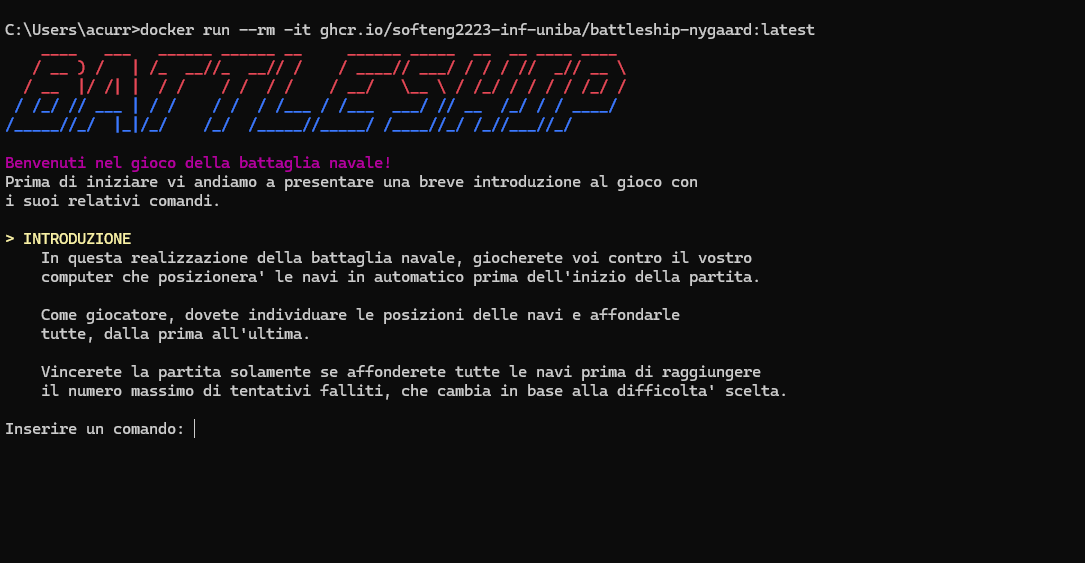 C:\Users\acurr>docker run --rm -it ghcr.io/softeng2223-inf-uniba/battleship-nygaard:latest
BATTLESHIP
Benvenuti nel gioco della battaglia navale!
Prima di iniziare vi andiamo a presentare una breve introduzione al gioco con
i suoi relativi comandi.
> INTRODUZIONE
In questa realizzazione della battaglia navale, giocherete voi contro il vostro
computer che posizionera' le navi in automatico prima dell'inizio della partita.
Come giocatore, dovete individuare le posizioni delle navi e affondarle
tutte, dalla prima all'ultima.
Vincerete la partita solamente se affonderete tutte le navi prima di raggiungere
il numero massimo di tentativi falliti, che cambia in base alla difficolta' scelta.
Inserire un comando: